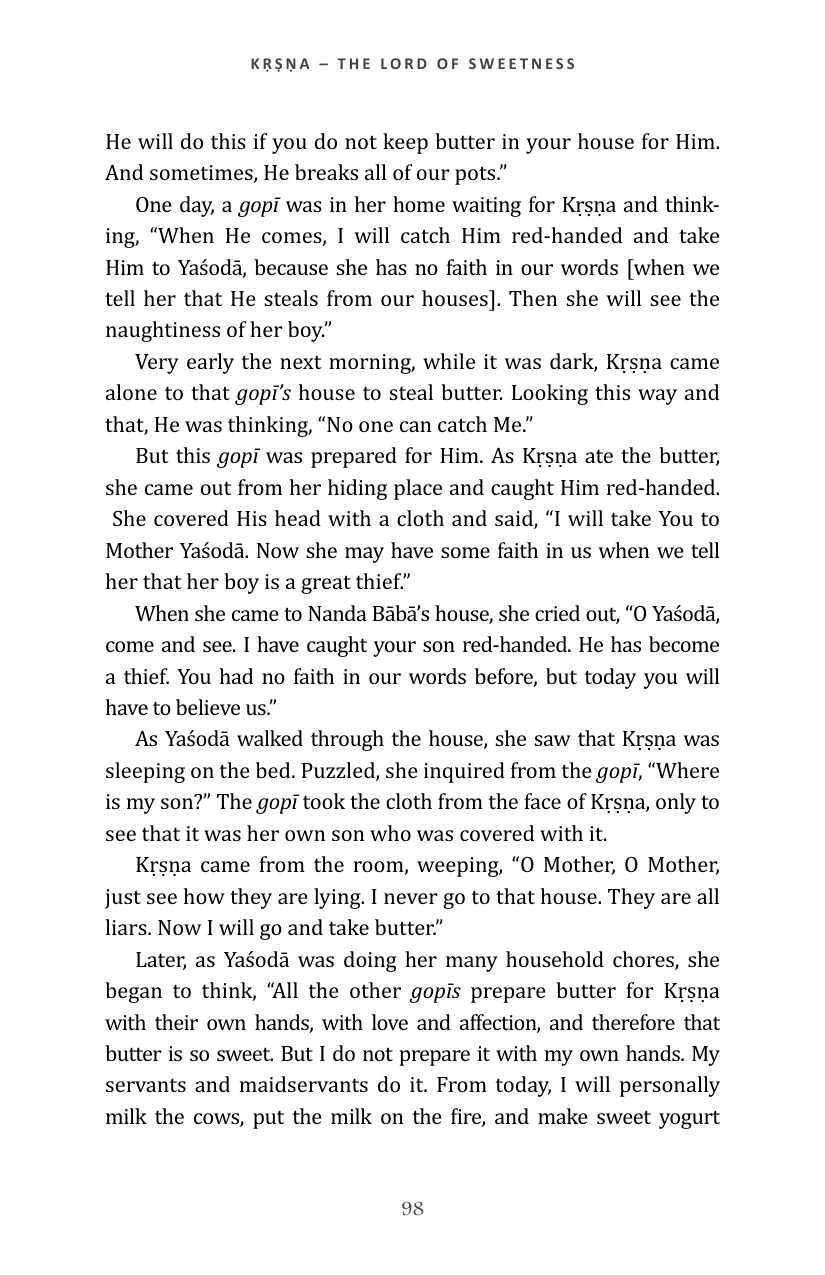 KṚṢṆA – THE LORD OF SWEETNESS
He will do this if you do not keep butter in your house for Him.
And sometimes, He breaks all of our pots.”
One day, a gopī was in her home waiting for Kṛṣṇa and think-
ing, “When He comes, I will catch Him red-handed and take
Him to Yaśodā, because she has no faith in our words [when we
tell her that He steals from our houses]. Then she will see the
naughtiness of her boy.”
Very early the next morning, while it was dark, Kṛṣṇa came
alone to that gopī’s house to steal butter. Looking this way and
that, He was thinking, “No one can catch Me.”
But this gopī was prepared for Him. As Kṛṣṇa ate the butter,
she came out from her hiding place and caught Him red-handed.
She covered His head with a cloth and said, “I will take You to
Mother Yaśodā. Now she may have some faith in us when we tell
her that her boy is a great thief.”
When she came to Nanda Bābā’s house, she cried out, “O Yaśodā,
come and see. I have caught your son red-handed. He has become
a thief. You had no faith in our words before, but today you will
have to believe us.”
As Yaśodā walked through the house, she saw that Kṛṣṇa was
sleeping on the bed. Puzzled, she inquired from the gopī, “Where
is my son?” The gopī took the cloth from the face of Kṛṣṇa, only to
see that it was her own son who was covered with it.
Kṛṣṇa came from the room, weeping, “O Mother, O Mother,
just see how they are lying. I never go to that house. They are all
liars. Now I will go and take butter.”
Later, as Yaśodā was doing her many household chores, she
began to think, “All the other gopīs prepare butter for Kṛṣṇa
with their own hands, with love and affection, and therefore that
butter is so sweet. But I do not prepare it with my own hands. My
servants and maidservants do it. From today, I will personally
milk the cows, put the milk on the fire, and make sweet yogurt
98